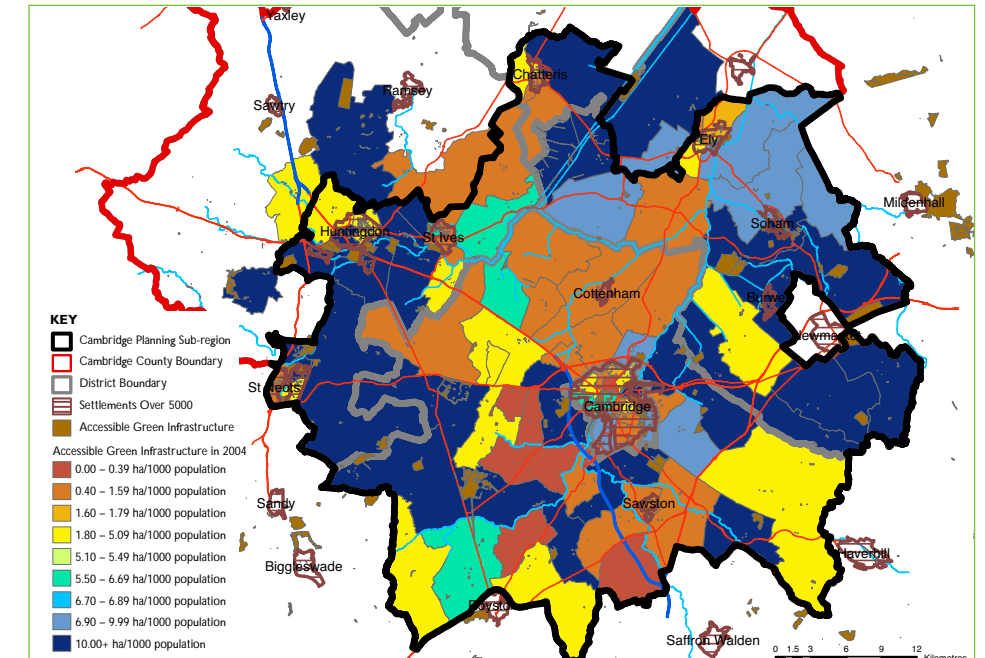 Yaxley
Chatteris
Ramsey
Sawtry
Ely
Mildenhall
Soham
Huntingdon
St Ives
Cottenham
Burwell
Newmarket
KEY
Cambridge Planning Sub-region
Cambridge County Boundary
District Boundary
Settlements Over 5000
Accessible Green Infrastructure
Accessible Green Infrastructure in 2004
0.00 – 0.39 ha/1000 population
0.40 – 1.59 ha/1000 population
1.60 – 1.79 ha/1000 population
1.80 – 5.09 ha/1000 population
5.10 – 5.49 ha/1000 population
5.50 – 6.69 ha/1000 population
6.70 – 6.89 ha/1000 population
6.90 – 9.99 ha/1000 population
10.00+ ha/1000 population
St Neots
Cambridge
Sandy
Sawston
Biggleswade
Haverhill
Royston
Saffron Walden
0 1.5 3 6 9 12
Kilometres